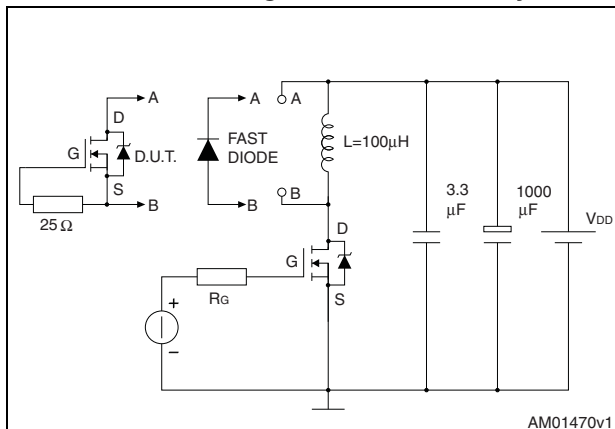 A
A
A
D
G
D.U.T.
FAST
DIODE
L=100μH
S
B
B
B
25 Ω
3.3
μF
1000
μF
VDD
D
G
RG
S
+
−
AM01470v1